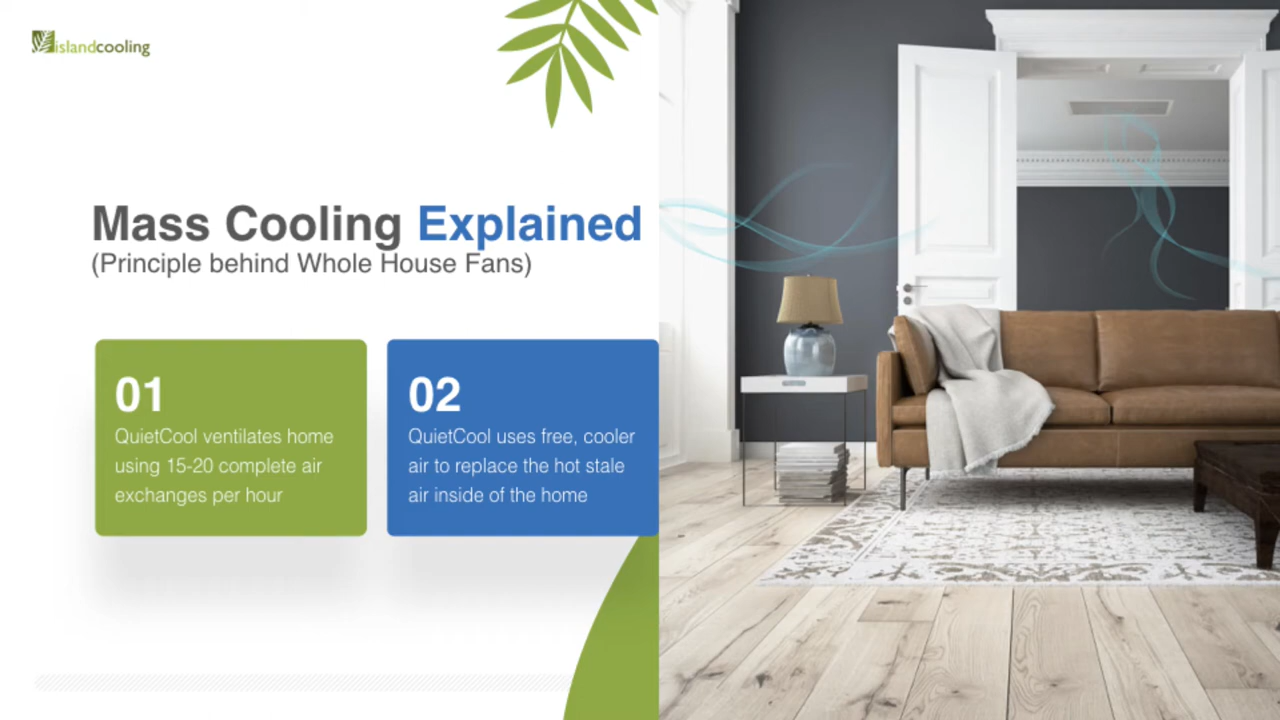 islandcooling
Mass Cooling Explained
(Principle behind Whole House Fans)
01
QuietCool ventilates home
using 15-20 complete air
exchanges per hour
02
QuietCool uses free, cooler
air to replace the hot stale
air inside of the home